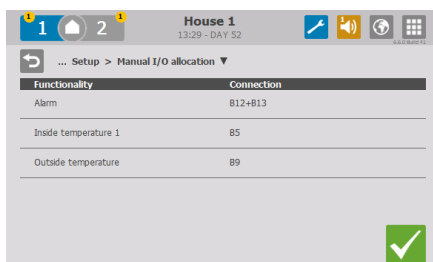 1 1
1 2
House 1
13:29 - DAY 52
... Setup > Manual I/O allocation ▼
Functionality Connection
Alarm B12+B13
Inside temperature 1 B5
Outside temperature B9